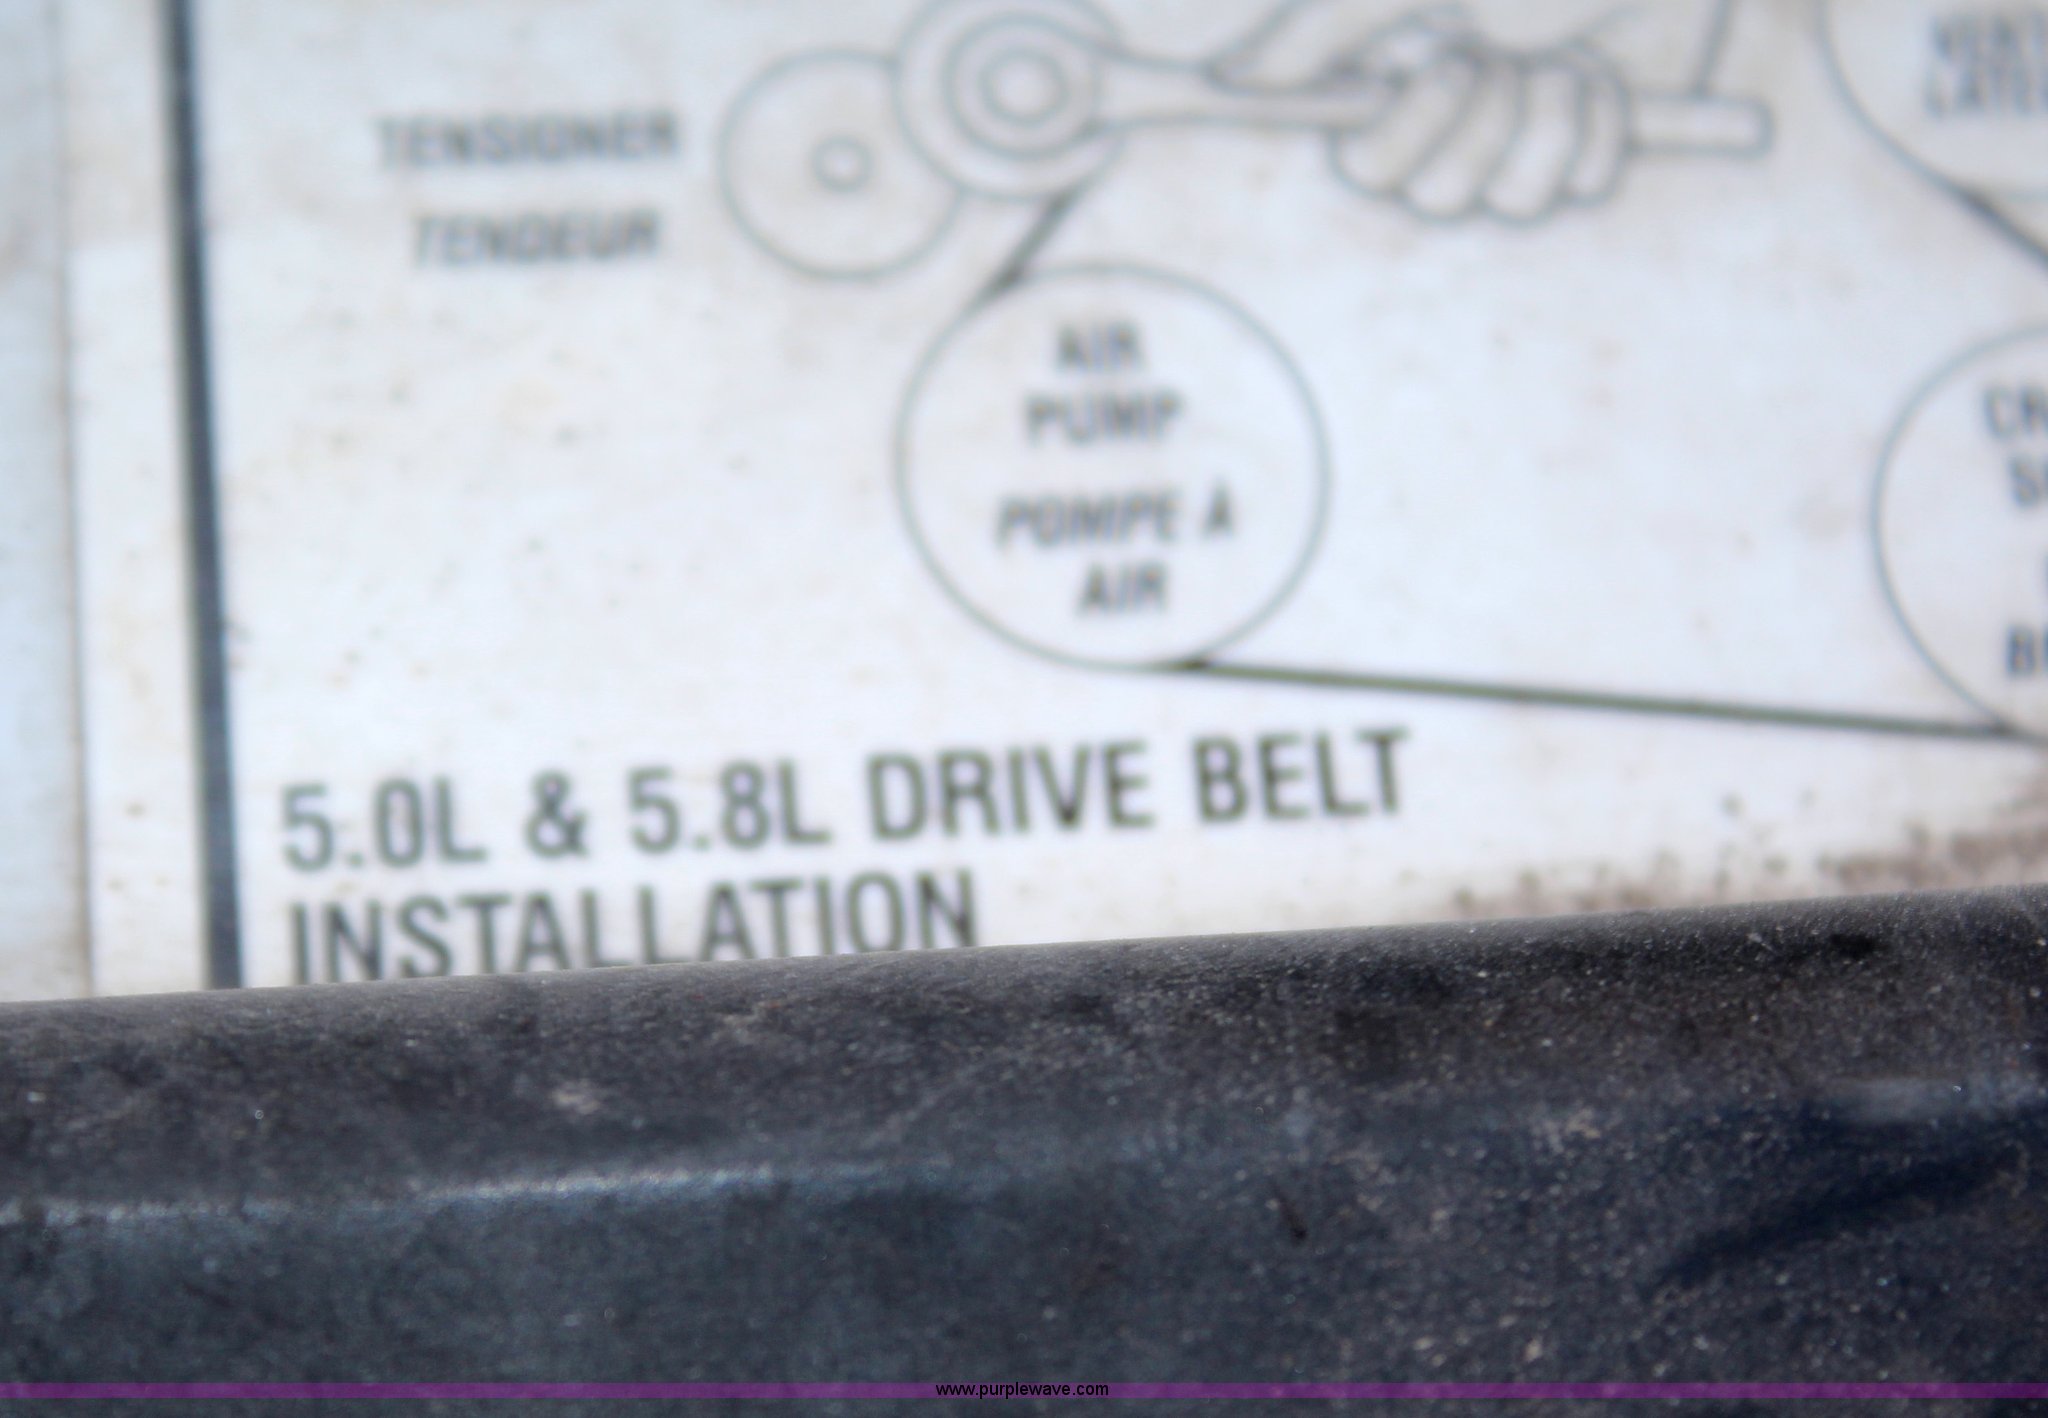 TENSIONER
TENDEUR
AIR
PUMP
POMPE À
AIR
5.0L & 5.8L DRIVE BELT
INSTALLATION
www.purplewave.com